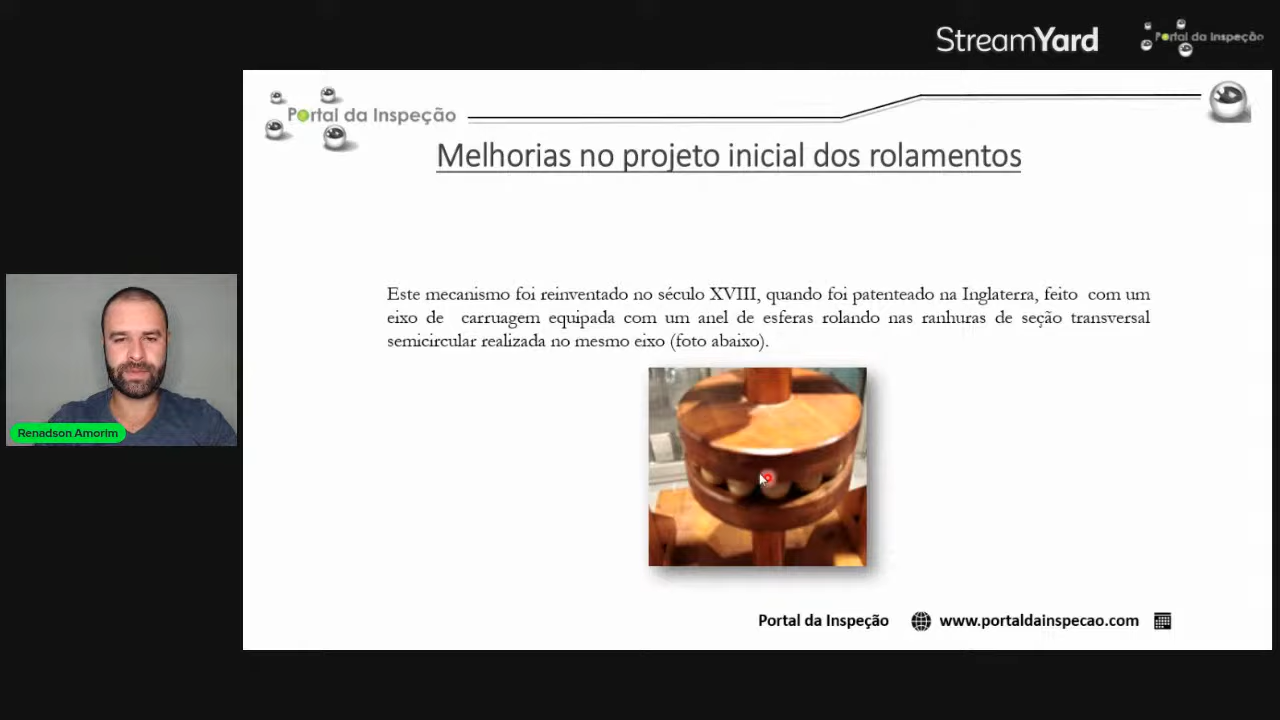 StreamYard
Portal da Inspeção
Portal da Inspeção
Melhorias no projeto inicial dos rolamentos
Este mecanismo foi reinventado no século XVIII, quando foi patenteado na Inglaterra, feito com um
eixo de carruagem equipada com um anel de esferas rolando nas ranhuras de seção transversal
semicircular realizada no mesmo eixo (foto abaixo).
Renadson Amorim
Portal da Inspeção www.portaldainspecao.com